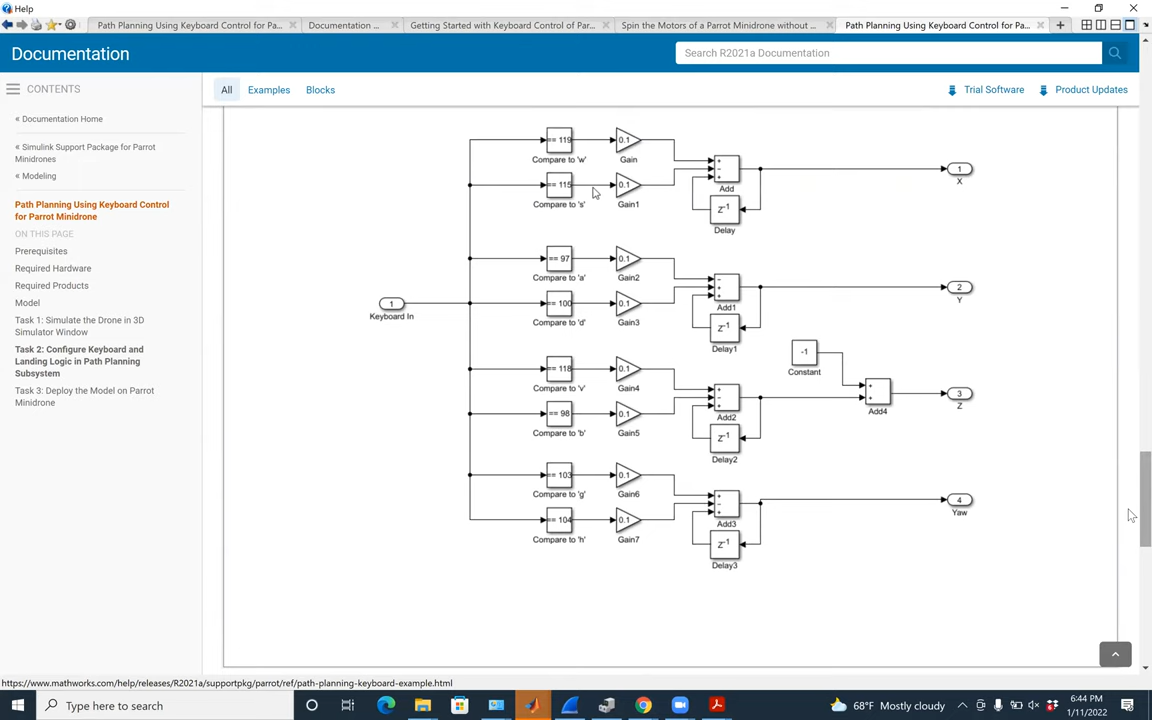 Help
Path Planning Using Keyboard Control for Pa...
Documentation ...
Getting Started with Keyboard Control of Par...
Spin the Motors of a Parrot Minidrone without ...
Path Planning Using Keyboard Control for Pa...
Documentation
Search R2021a Documentation
CONTENTS
All
Examples
Blocks
Trial Software
Product Updates
« Documentation Home
« Simulink Support Package for Parrot
Minidrones
« Modeling
Path Planning Using Keyboard Control
for Parrot Minidrone
ON THIS PAGE
Prerequisites
Required Hardware
Required Products
Model
Task 1: Simulate the Drone in 3D
Simulator Window
Task 2: Configure Keyboard and
Landing Logic in Path Planning
Subsystem
Task 3: Deploy the Model on Parrot
Minidrone
1
Keyboard In
== 119
Compare to 'w'
0.1
Gain
== 115
Compare to 's'
0.1
Gain1
+
−
+
Add
Z-1
Delay
1
X
== 97
Compare to 'a'
0.1
Gain2
== 100
Compare to 'd'
0.1
Gain3
−
+
+
Add1
Z-1
Delay1
2
Y
-1
Constant
== 118
Compare to 'v'
0.1
Gain4
== 98
Compare to 'b'
0.1
Gain5
+
−
+
Add2
Z-1
Delay2
+
+
Add4
3
Z
== 103
Compare to 'g'
0.1
Gain6
== 104
Compare to 'h'
0.1
Gain7
+
−
+
Add3
Z-1
Delay3
4
Yaw
https://www.mathworks.com/help/releases/R2021a/supportpkg/parrot/ref/path-planning-keyboard-example.html
Type here to search
68°F Mostly cloudy
6:44 PM
1/11/2022